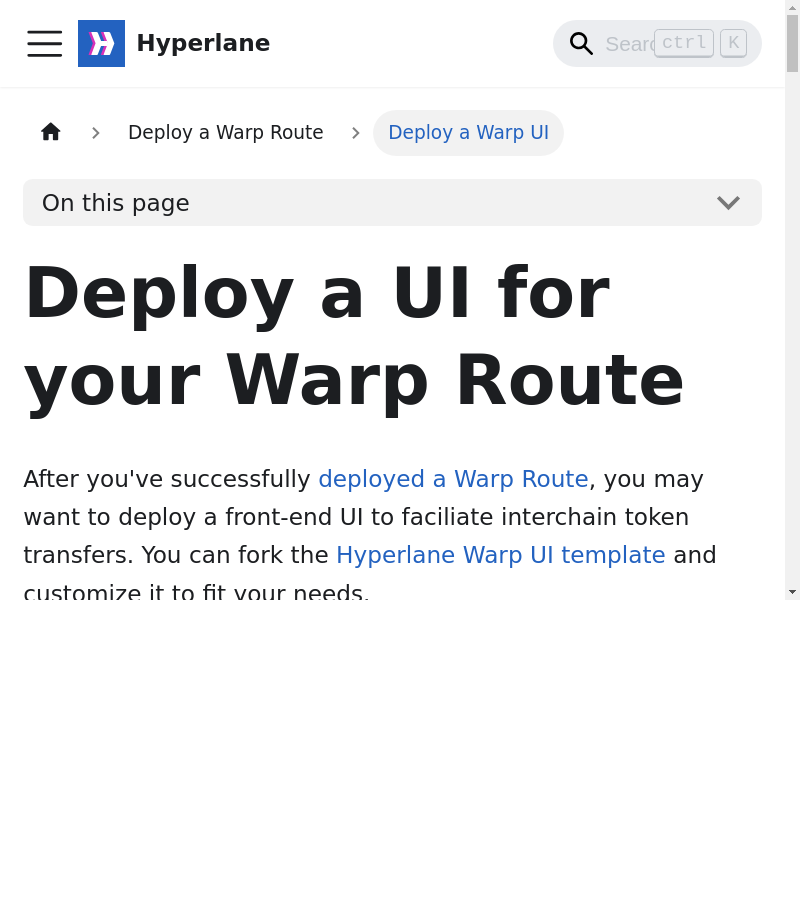 Hyperlane
Searc ctrl K
Deploy a Warp Route
Deploy a Warp UI
On this page
Deploy a UI for
your Warp Route
After you've successfully deployed a Warp Route, you may
want to deploy a front-end UI to faciliate interchain token
transfers. You can fork the Hyperlane Warp UI template and
customize it to fit your needs.